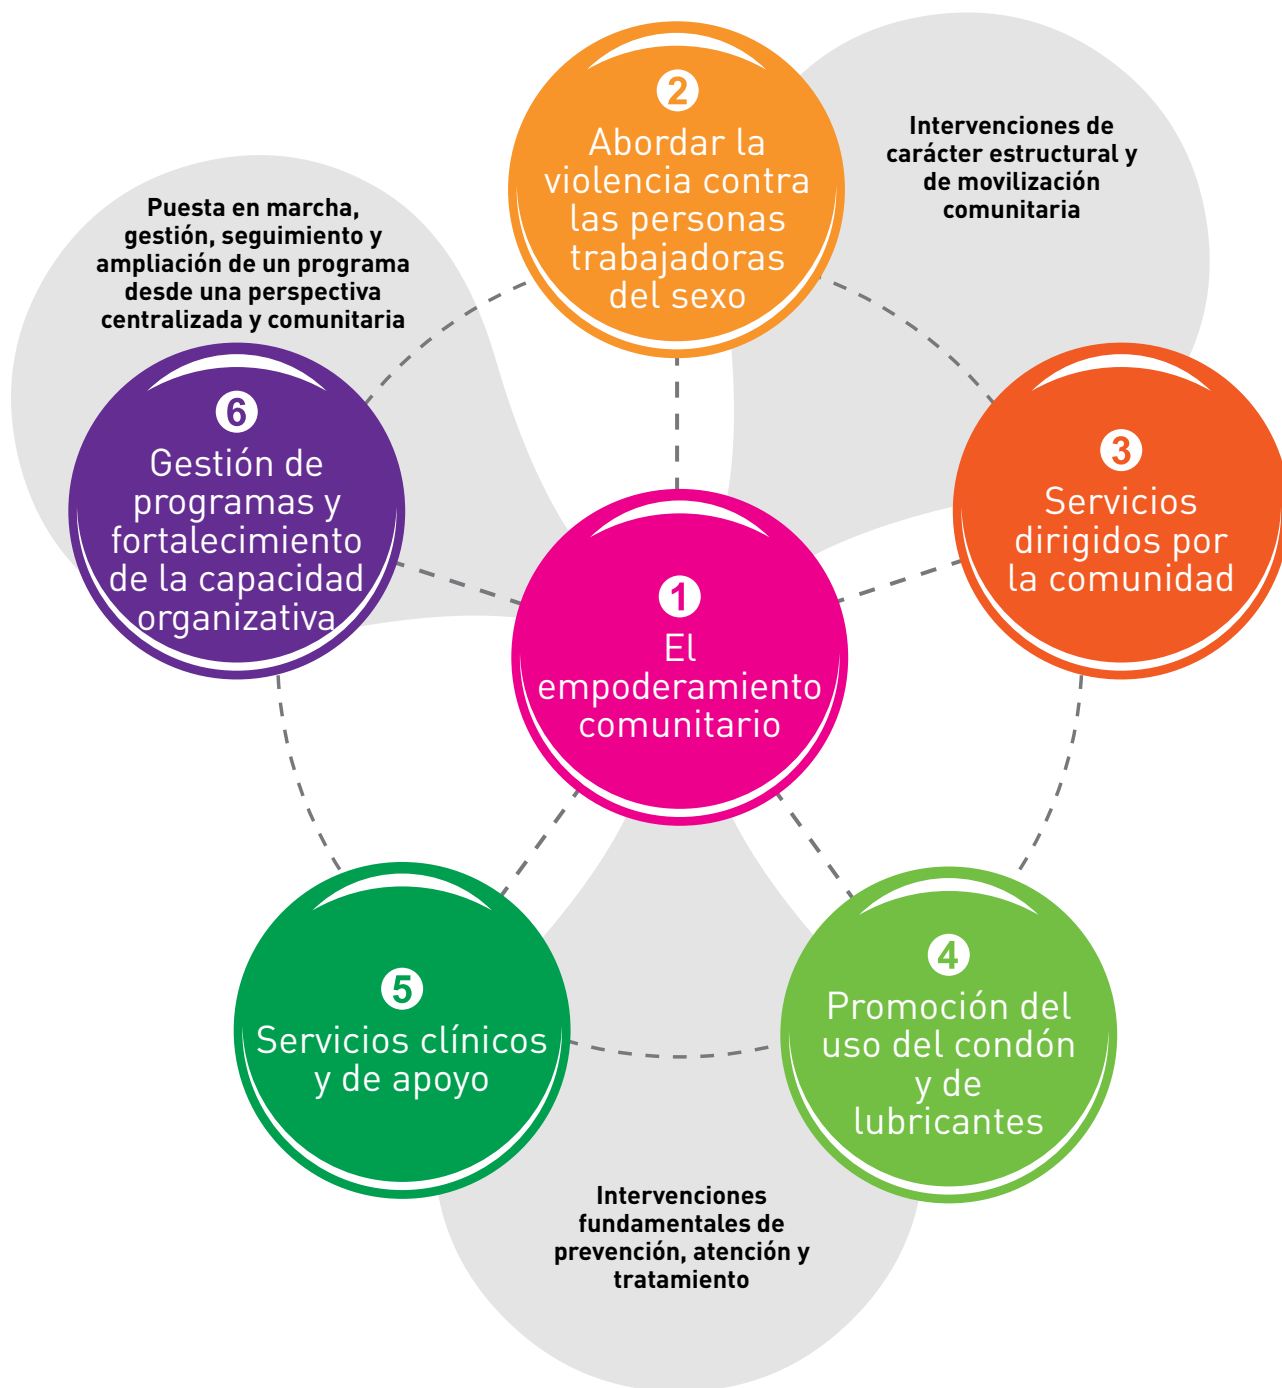 2
Abordar la
violencia contra
las personas
trabajadoras
del sexo
Intervenciones de
carácter estructural y
de movilización
comunitaria
Puesta en marcha,
gestión, seguimiento y
ampliación de un programa
desde una perspectiva
centralizada y comunitaria
6
Gestión de
programas y
fortalecimiento
de la capacidad
organizativa
3
Servicios
dirigidos por
la comunidad
1
El
empoderamiento
comunitario
5
Servicios clínicos
y de apoyo
4
Promoción del
uso del condón
y de
lubricantes
Intervenciones
fundamentales de
prevención, atención y
tratamiento